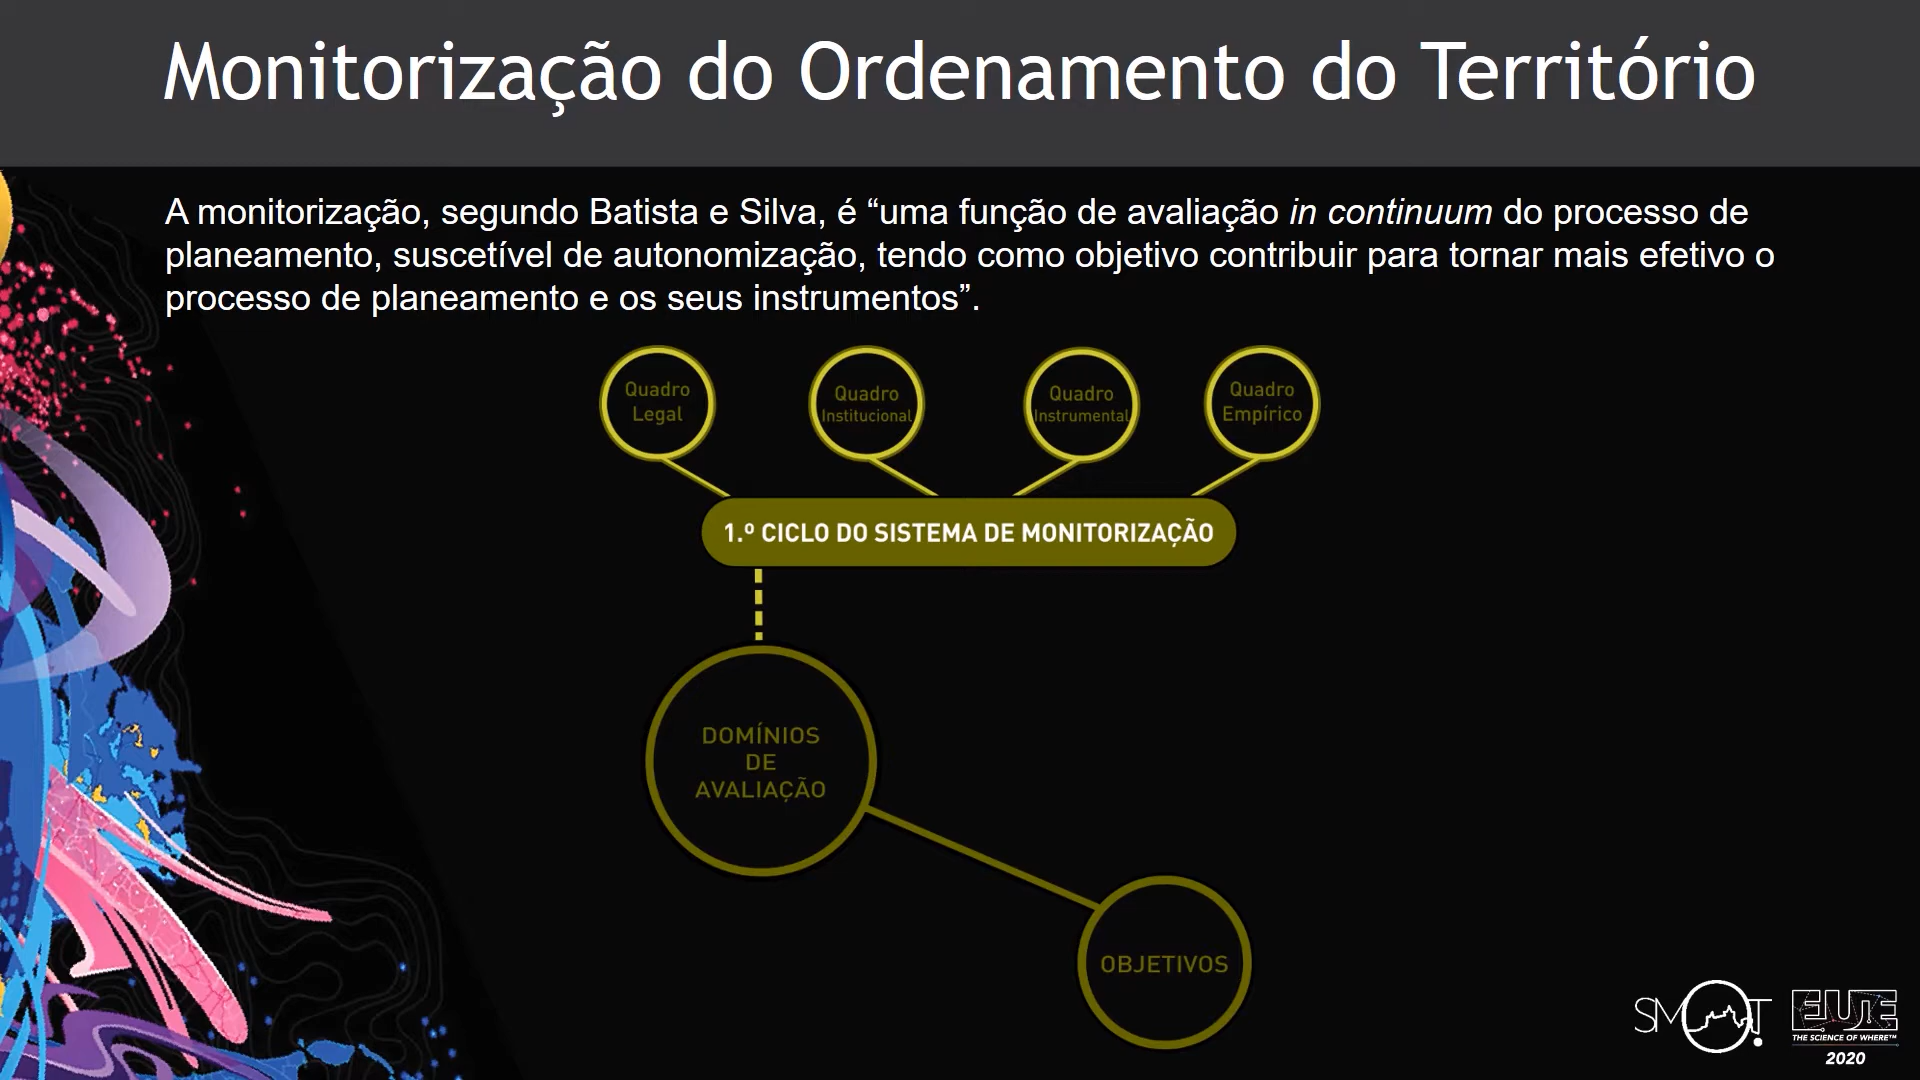 Monitorização do Ordenamento do Território
A monitorização, segundo Batista e Silva, é “uma função de avaliação in continuum do processo de
planeamento, suscetível de autonomização, tendo como objetivo contribuir para tornar mais efetivo o
processo de planeamento e os seus instrumentos”.
Quadro
Legal
Quadro
Institucional
Quadro
Instrumental
Quadro
Empírico
1.º CICLO DO SISTEMA DE MONITORIZAÇÃO
DOMÍNIOS
DE
AVALIAÇÃO
OBJETIVOS
SMOT
EUE
THE SCIENCE OF WHERE™
2020